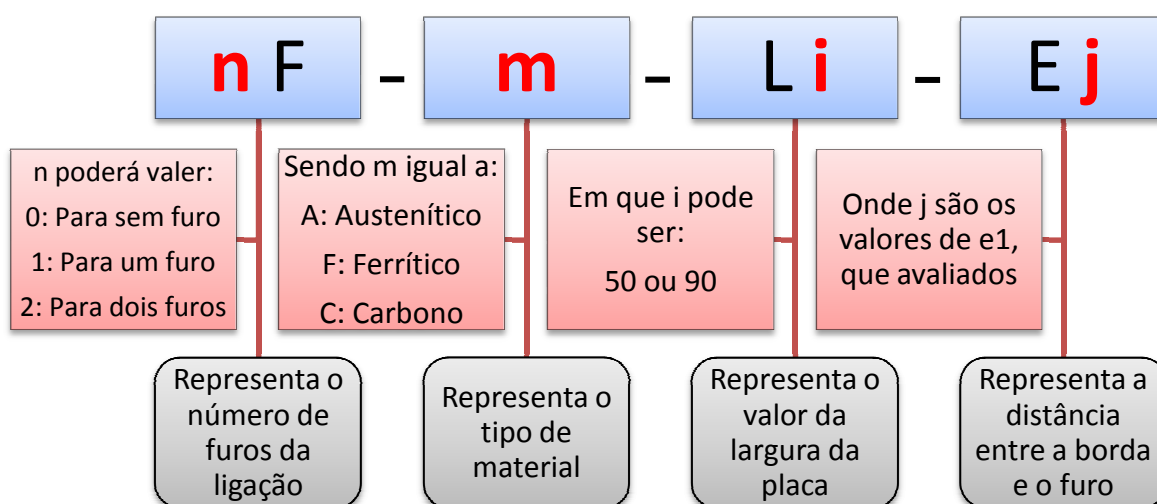 n F – m – L i – E j
n poderá valer:
0: Para sem furo
1: Para um furo
2: Para dois furos
Sendo m igual a:
A: Austenítico
F: Ferrítico
C: Carbono
Em que i pode
ser:
50 ou 90
Onde j são os
valores de e1,
que avaliados
Representa o
número de
furos da
ligação
Representa o
tipo de
material
Representa o
valor da
largura da
placa
Representa a
distância
entre a borda
e o furo